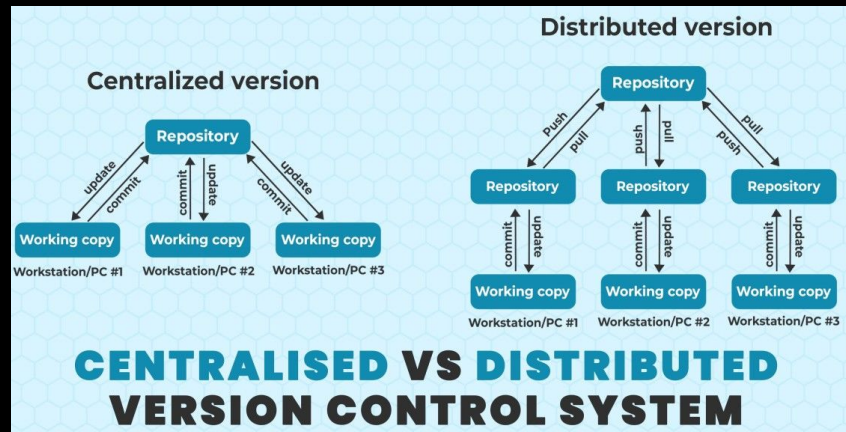 Centralized version
Repository
update
commit
commit
update
update
commit
Working copy
Working copy
Working copy
Workstation/PC #1
Workstation/PC #2
Workstation/PC #3
Distributed version
Repository
Push
pull
push
pull
pull
push
Repository
Repository
Repository
commit
update
commit
update
commit
update
Working copy
Working copy
Working copy
Workstation/PC #1
Workstation/PC #2
Workstation/PC #3
CENTRALISED VS DISTRIBUTED
VERSION CONTROL SYSTEM